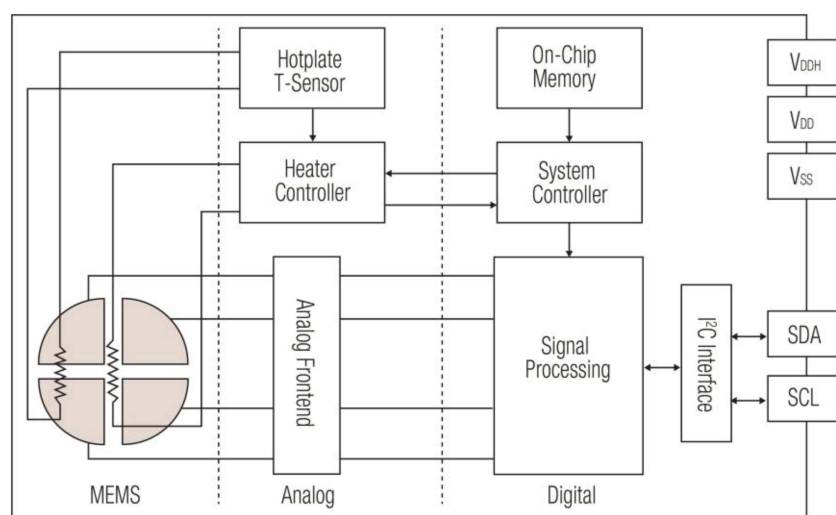 Hotplate
T-Sensor
On-Chip
Memory
VDDH
VDD
VSS
Heater
Controller
System
Controller
Analog Frontend
Signal
Processing
I²C Interface
SDA
SCL
MEMS
Analog
Digital